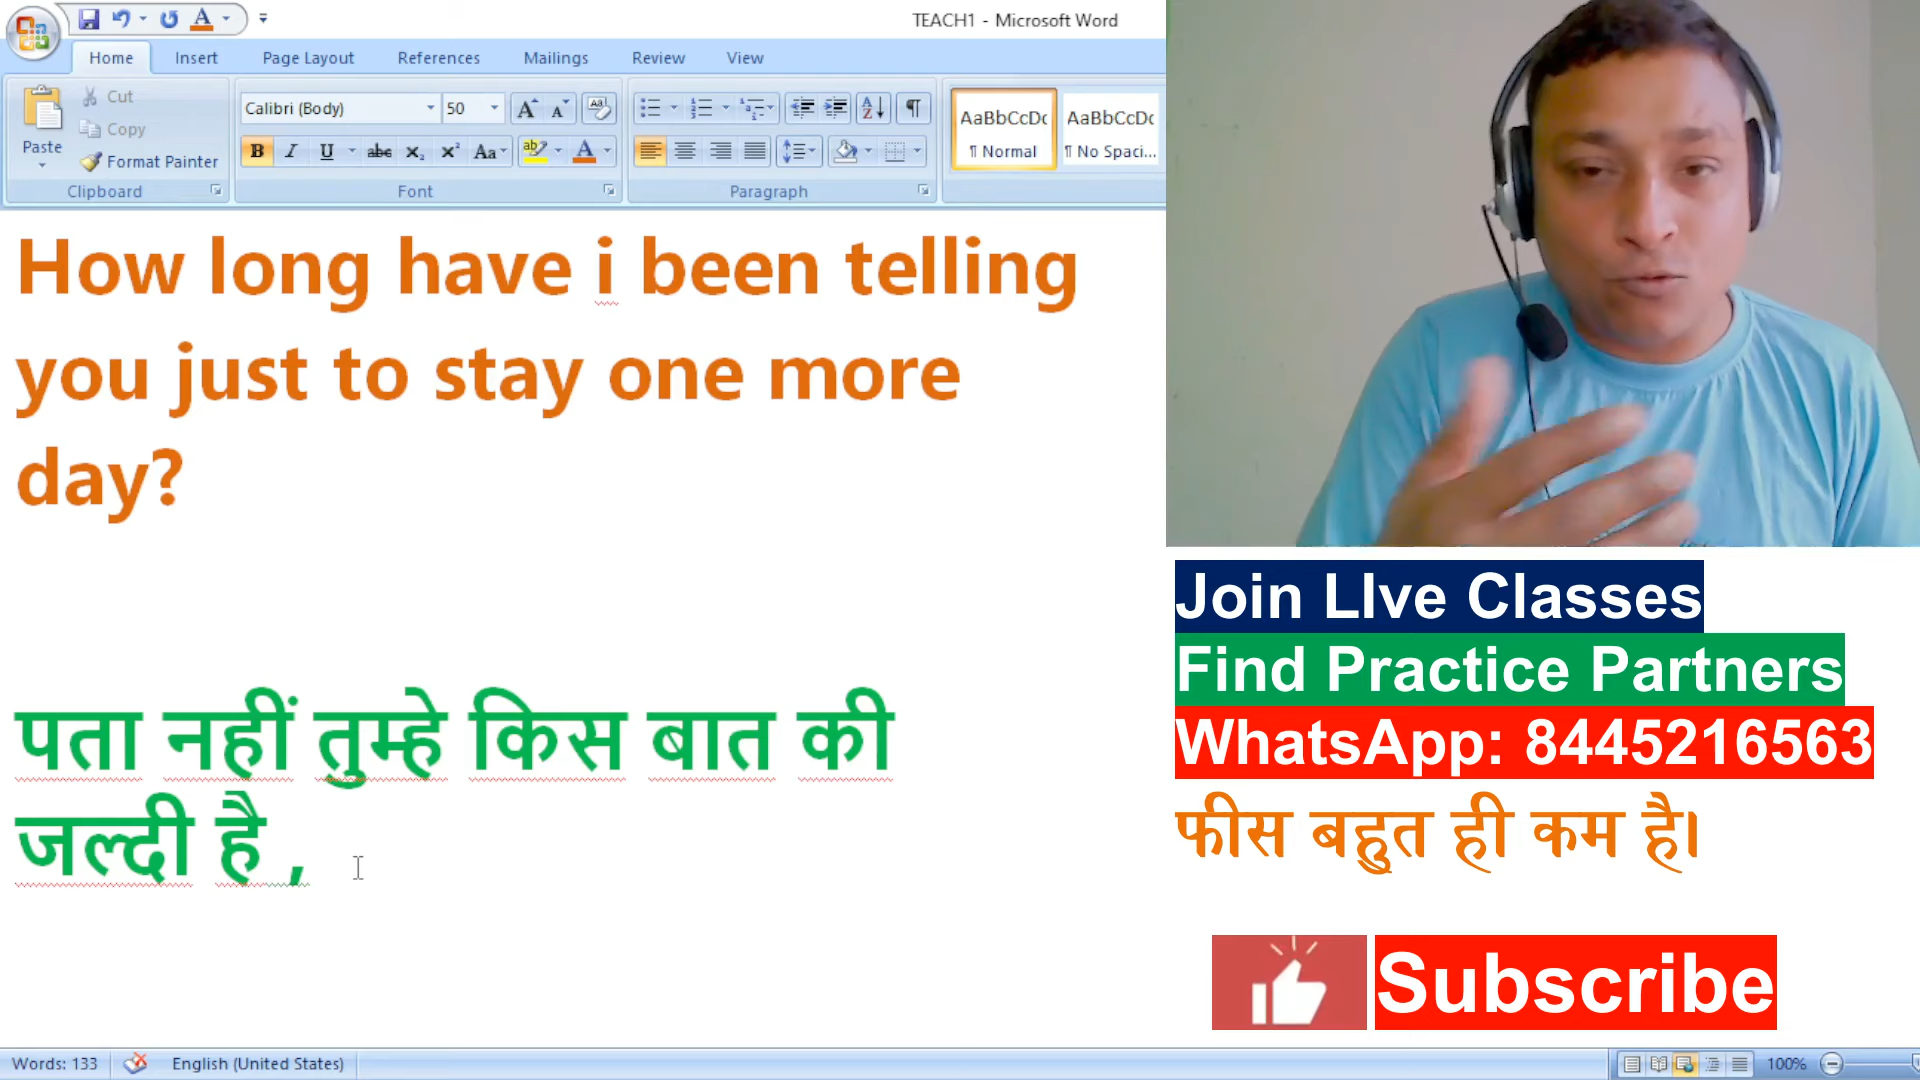 TEACH1 - Microsoft Word
Home Insert Page Layout References Mailings Review View
Paste
Cut
Copy
Format Painter
Clipboard
Calibri (Body) 50
Font
Paragraph
AaBbCcDc AaBbCcDc
¶ Normal ¶ No Spaci...
How long have i been telling
you just to stay one more
day?
पता नहीं तुम्हे किस बात की
जल्दी है ,
Join LIve Classes
Find Practice Partners
WhatsApp: 8445216563
फीस बहुत ही कम है।
Subscribe
Words: 133 English (United States) 100%